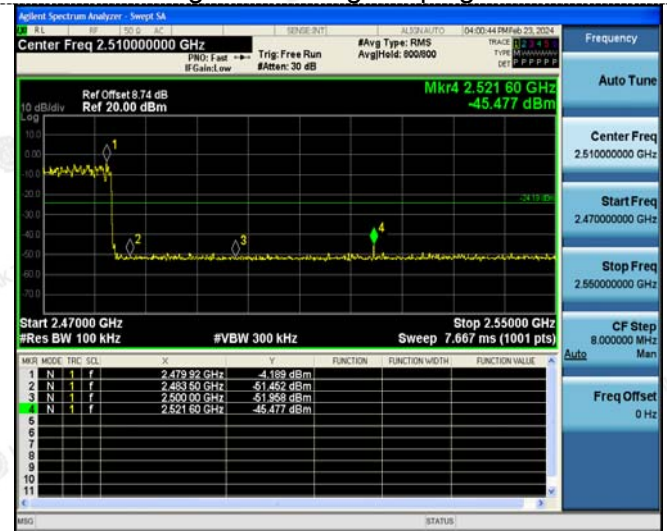 Agilent Spectrum Analyzer - Swept SA
RL RF 50 Ω AC SENSE:INT ALIGN AUTO 04:00:44 PM Feb 23, 2024
Center Freq 2.510000000 GHz
PNO: Fast
IFGain:Low
Trig: Free Run
#Atten: 30 dB
#Avg Type: RMS
Avg|Hold: 800/800
TRACE 1 2 3 4 5 6
TYPE
DET P P P P P P
Frequency
Mkr4 2.521 60 GHz
-45.477 dBm
Ref Offset 8.74 dB
10 dB/div Ref 20.00 dBm
Log
10.0
0.00
-10.0
-20.0
-30.0
-40.0
-50.0
-60.0
-70.0
1
2
3
4
Start 2.47000 GHz Stop 2.55000 GHz
#Res BW 100 kHz #VBW 300 kHz Sweep 7.667 ms (1001 pts)
MKR MODE TRC SCL X Y FUNCTION FUNCTION WIDTH FUNCTION VALUE
1 N 1 f 2.479 92 GHz -4.189 dBm
2 N 1 f 2.483 50 GHz -51.452 dBm
3 N 1 f 2.500 00 GHz -51.958 dBm
4 N 1 f 2.521 60 GHz -45.477 dBm
5
6
7
8
9
10
11
MSG STATUS
Auto Tune
Center Freq
2.510000000 GHz
Start Freq
2.470000000 GHz
Stop Freq
2.550000000 GHz
CF Step
8.000000 MHz
Auto Man
Freq Offset
0 Hz